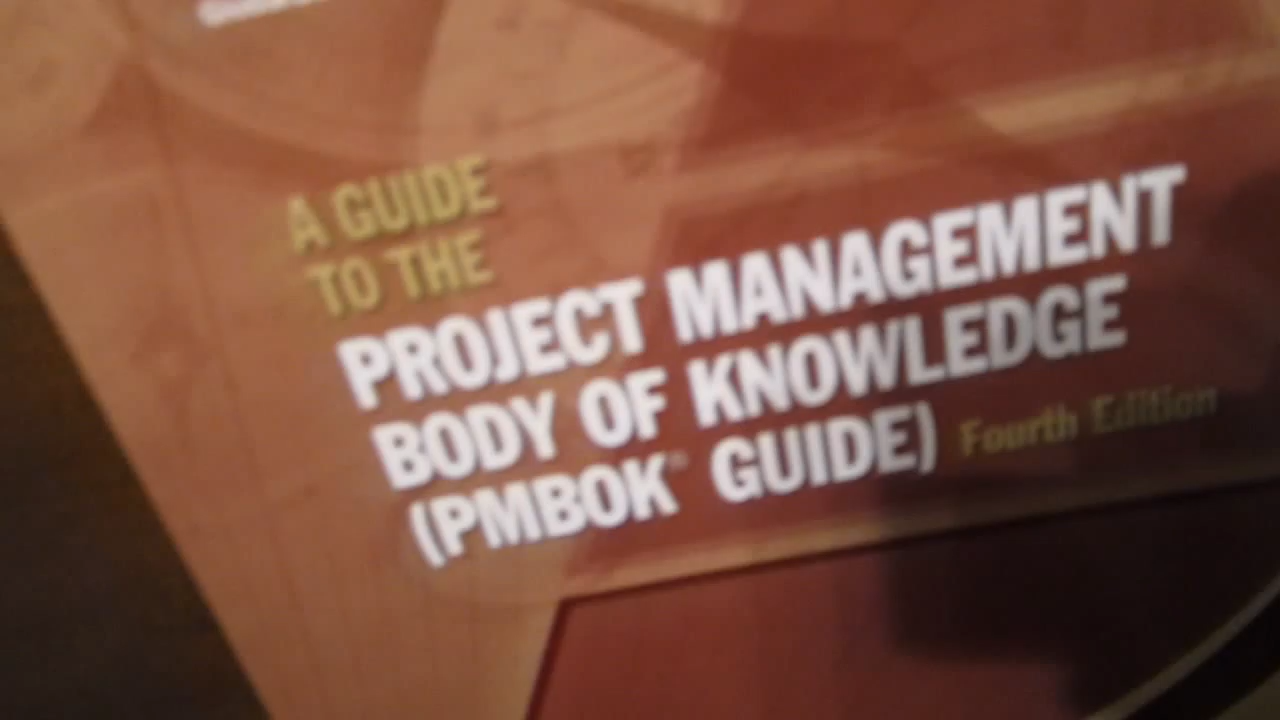 A GUIDE
TO THE
PROJECT MANAGEMENT
BODY OF KNOWLEDGE
(PMBOK® GUIDE) Fourth Edition